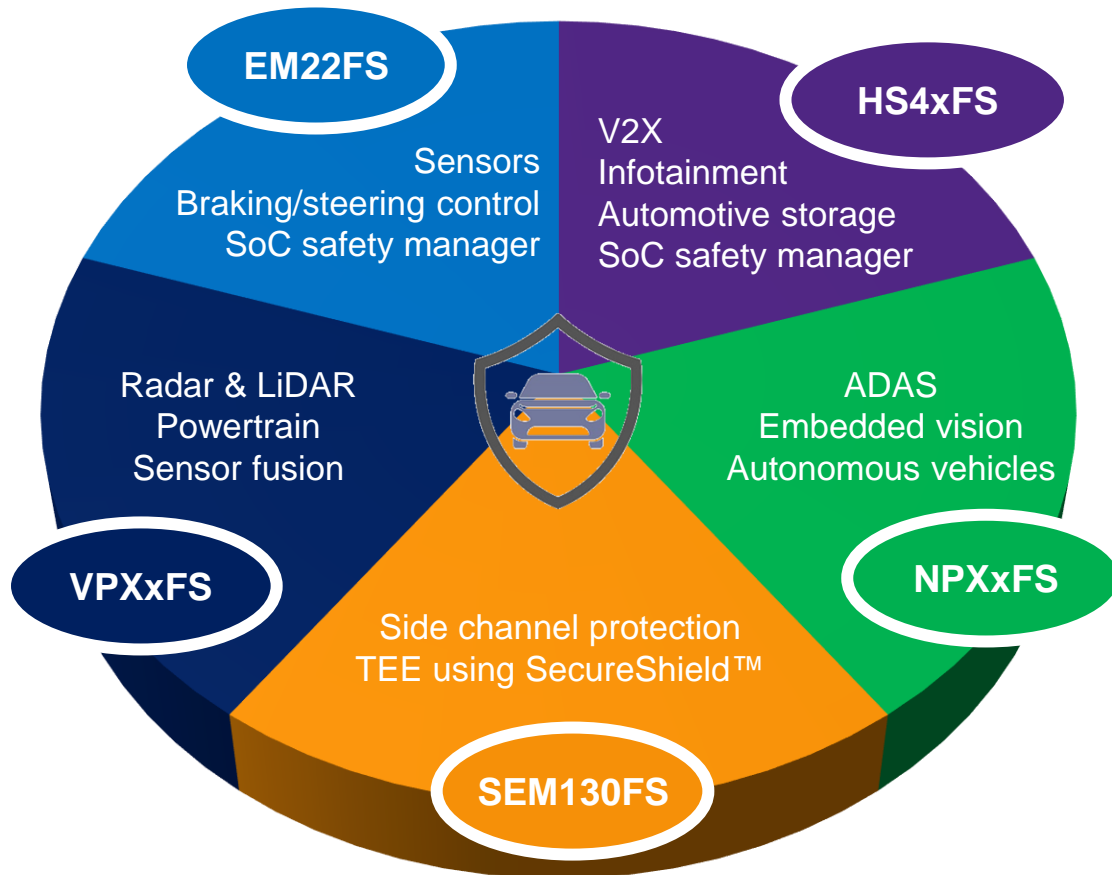 EM22FS
Sensors
Braking/steering control
SoC safety manager
HS4xFS
V2X
Infotainment
Automotive storage
SoC safety manager
Radar & LiDAR
Powertrain
Sensor fusion
VPXxFS
ADAS
Embedded vision
Autonomous vehicles
NPXxFS
Side channel protection
TEE using SecureShield™
SEM130FS